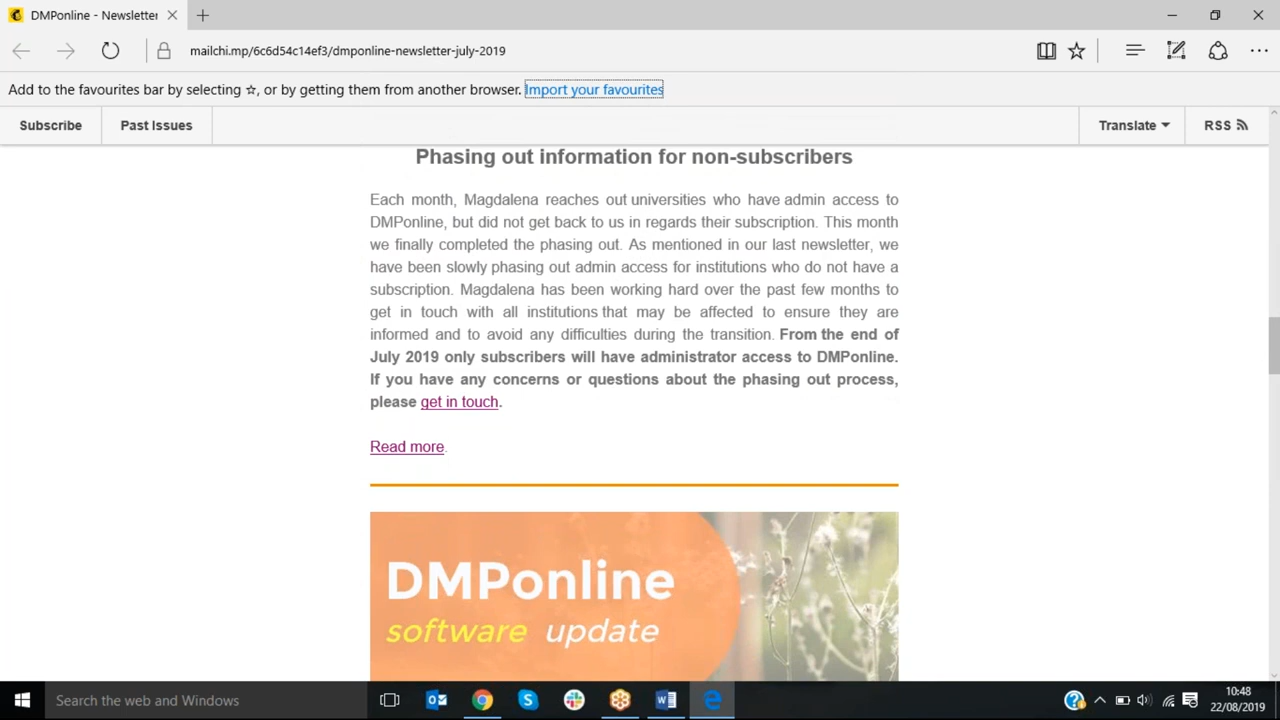 DMPonline - Newsletter
mailchi.mp/6c6d54c14ef3/dmponline-newsletter-july-2019
Add to the favourites bar by selecting ☆, or by getting them from another browser. Import your favourites
Subscribe Past Issues Translate RSS
Phasing out information for non-subscribers
Each month, Magdalena reaches out universities who have admin access to
DMPonline, but did not get back to us in regards their subscription. This month
we finally completed the phasing out. As mentioned in our last newsletter, we
have been slowly phasing out admin access for institutions who do not have a
subscription. Magdalena has been working hard over the past few months to
get in touch with all institutions that may be affected to ensure they are
informed and to avoid any difficulties during the transition. From the end of
July 2019 only subscribers will have administrator access to DMPonline.
If you have any concerns or questions about the phasing out process,
please get in touch.
Read more.
DMPonline
software update
Search the web and Windows
10:48
22/08/2019